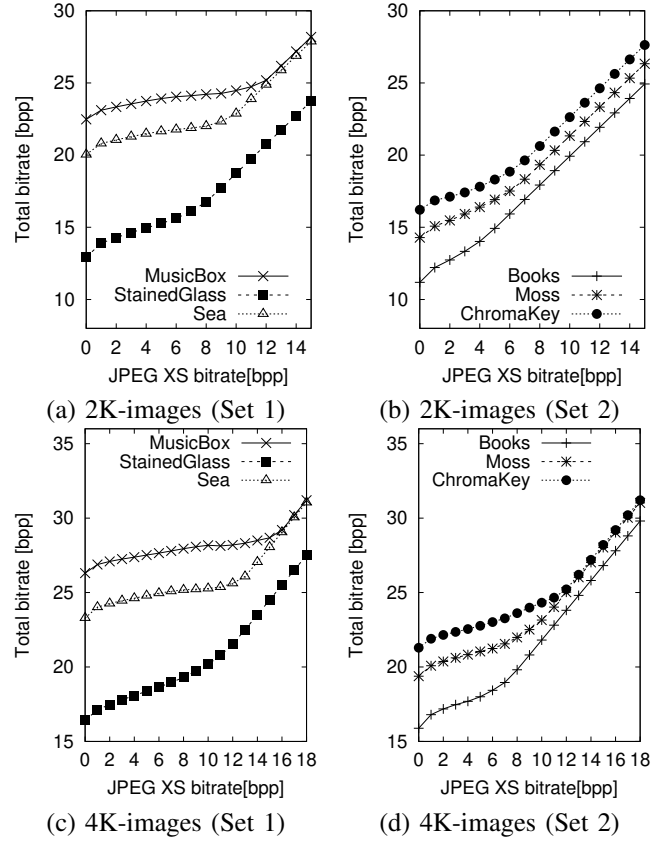 30
25
20
15
10
Total bitrate [bpp]
MusicBox
StainedGlass
Sea
0 2 4 6 8 10 12 14
JPEG XS bitrate[bpp]
(a) 2K-images (Set 1)
30
25
20
15
10
Total bitrate [bpp]
Books
Moss
ChromaKey
0 2 4 6 8 10 12 14
JPEG XS bitrate[bpp]
(b) 2K-images (Set 2)
35
30
25
20
15
Total bitrate [bpp]
MusicBox
StainedGlass
Sea
0 2 4 6 8 10 12 14 16 18
JPEG XS bitrate[bpp]
(c) 4K-images (Set 1)
35
30
25
20
15
Total bitrate [bpp]
Books
Moss
ChromaKey
0 2 4 6 8 10 12 14 16 18
JPEG XS bitrate[bpp]
(d) 4K-images (Set 2)